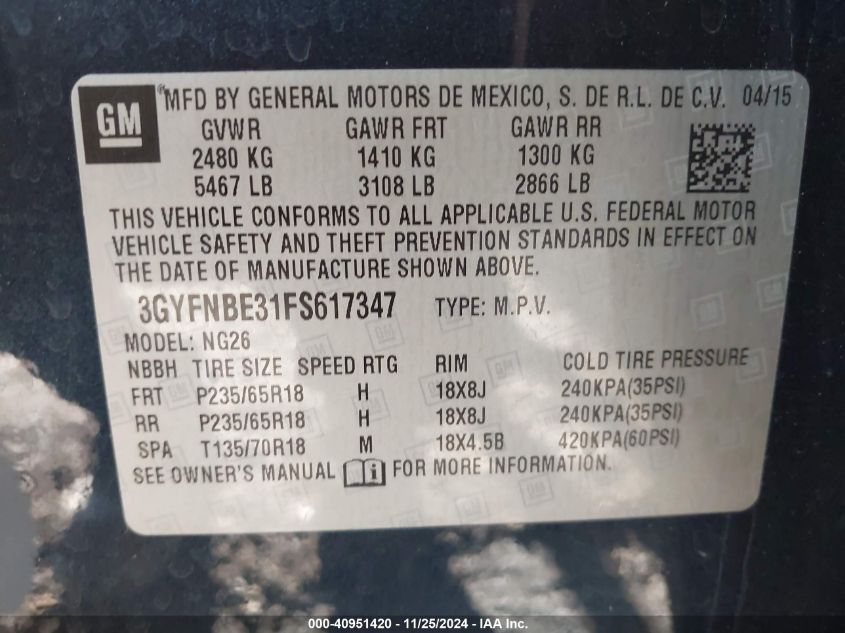 GM ® MFD BY GENERAL MOTORS DE MEXICO, S. DE R.L. DE C.V. 04/15
GVWR GAWR FRT GAWR RR
2480 KG 1410 KG 1300 KG
5467 LB 3108 LB 2866 LB
THIS VEHICLE CONFORMS TO ALL APPLICABLE U.S. FEDERAL MOTOR
VEHICLE SAFETY AND THEFT PREVENTION STANDARDS IN EFFECT ON
THE DATE OF MANUFACTURE SHOWN ABOVE.
3GYFNBE31FS617347 TYPE: M.P.V.
MODEL: NG26
NBBH TIRE SIZE SPEED RTG RIM COLD TIRE PRESSURE
FRT P235/65R18 H 18X8J 240KPA(35PSI)
RR P235/65R18 H 18X8J 240KPA(35PSI)
SPA T135/70R18 M 18X4.5B 420KPA(60PSI)
SEE OWNER'S MANUAL i FOR MORE INFORMATION.
000-40951420 - 11/25/2024 - IAA Inc.